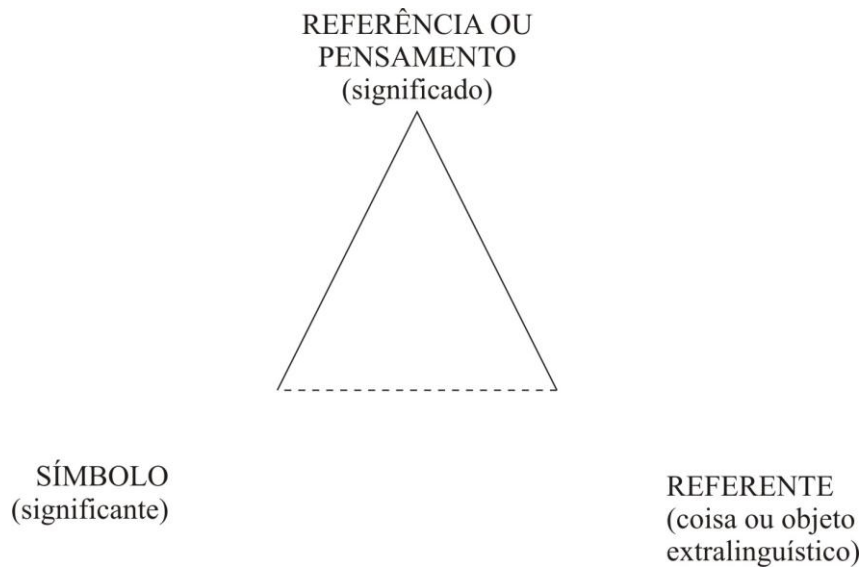 REFERÊNCIA OU
PENSAMENTO
(significado)
SÍMBOLO
(significante)
REFERENTE
(coisa ou objeto
extralinguístico)